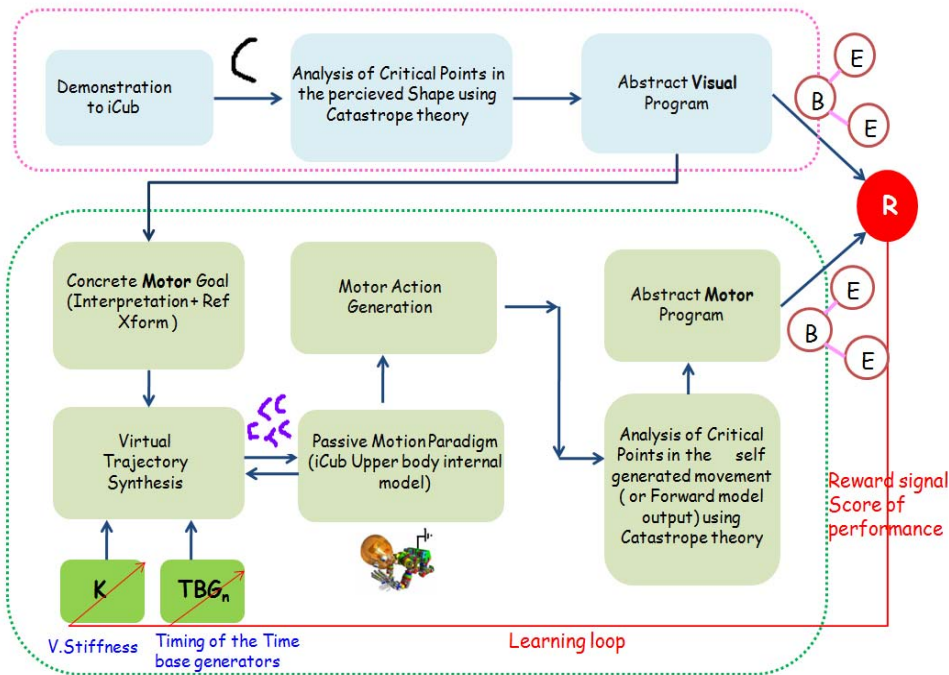 Demonstration
to iCub
Analysis of Critical Points in
the percieved Shape using
Catastrope theory
Abstract Visual
Program
E
B
E
R
Concrete Motor Goal
(Interpretation + Ref
Xform )
Motor Action
Generation
Abstract Motor
Program
E
B
E
Virtual
Trajectory
Synthesis
Passive Motion Paradigm
(iCub Upper body internal
model)
Analysis of Critical
Points in the self
generated movement
( or Forward model
output) using
Catastrope theory
Reward signal
Score of
performance
K
TBGn
V.Stiffness
Timing of the Time
base generators
Learning loop